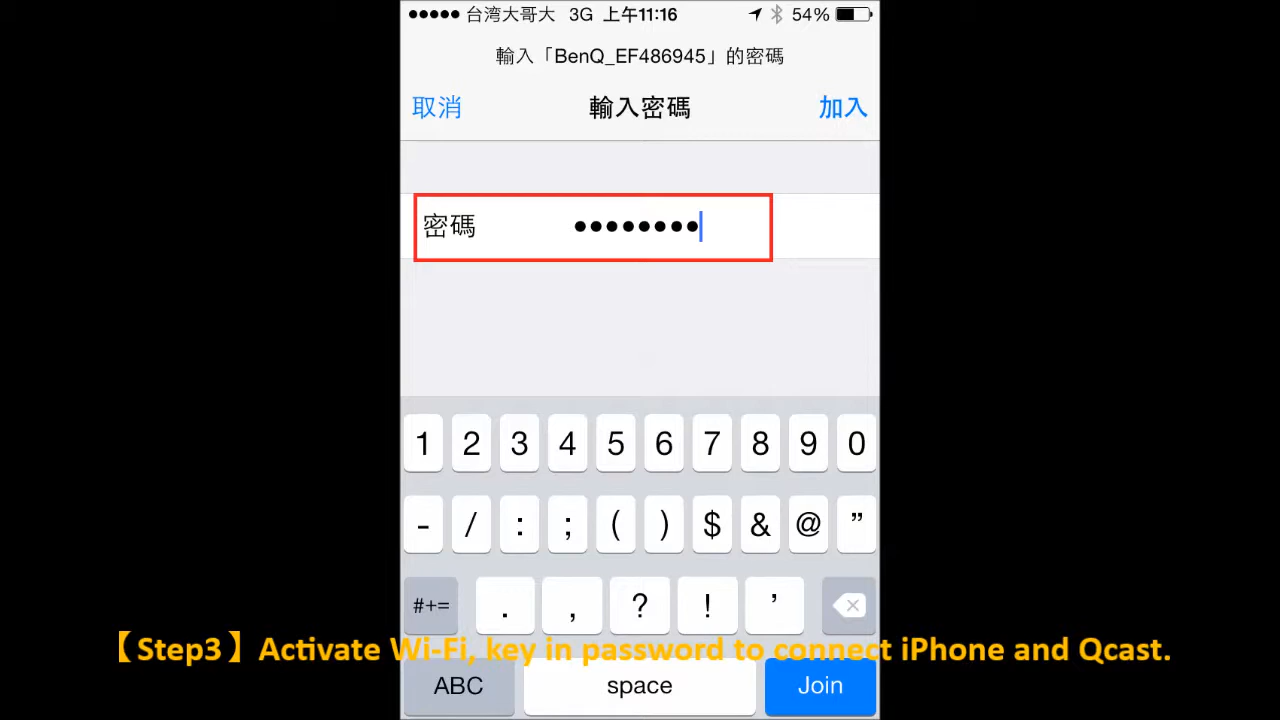 ●●●●● 台湾大哥大 3G 上午11:16 54%
輸入「BenQ_EF486945」的密碼
取消 輸入密碼 加入
密碼 ●●●●●●●●
1 2 3 4 5 6 7 8 9 0
- / : ; ( ) $ & @ ”
#+= . , ? ! ’
【Step3】Activate Wi-Fi, key in password to connect iPhone and Qcast.
ABC space Join